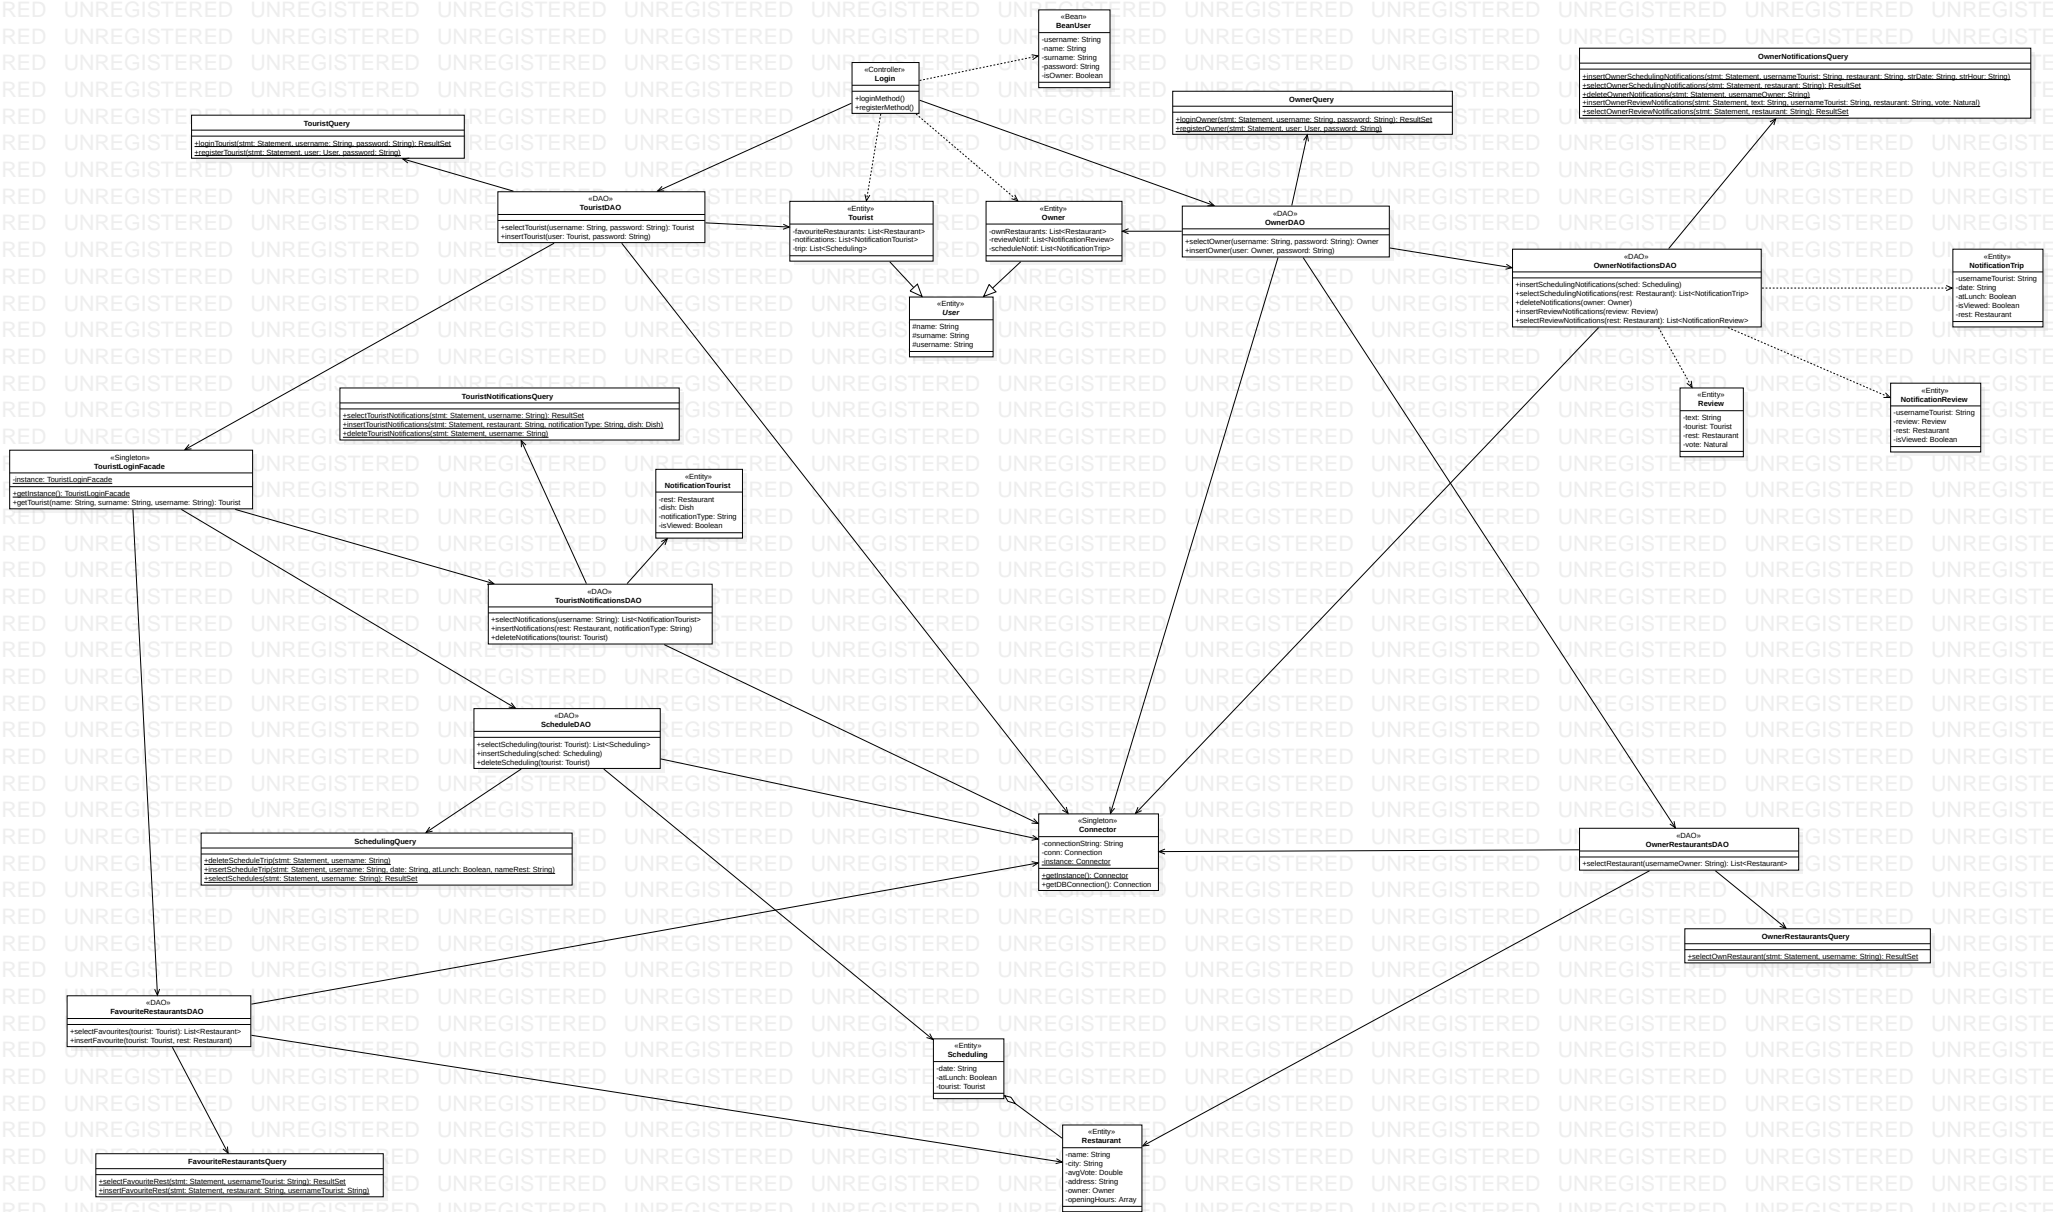 «Bean»
BeanUser
-username: String
-name: String
-surname: String
-password: String
-isOwner: Boolean
«Controller»
Login
+loginMethod()
+registerMethod()
OwnerNotificationsQuery
+insertOwnerSchedulingNotifications(stmt: Statement, usernameTourist: String, restaurant: String, strDate: String, strHour: String)
+selectOwnerSchedulingNotifications(stmt: Statement, restaurant: String): ResultSet
+deleteOwnerNotifications(stmt: Statement, usernameOwner: String)
+insertOwnerReviewNotifications(stmt: Statement, text: String, usernameTourist: String, restaurant: String, vote: Natural)
+selectOwnerReviewNotifications(stmt: Statement, restaurant: String): ResultSet
OwnerQuery
+loginOwner(stmt: Statement, username: String, password: String): ResultSet
+registerOwner(stmt: Statement, user: User, password: String)
TouristQuery
+loginTourist(stmt: Statement, username: String, password: String): ResultSet
+registerTourist(stmt: Statement, user: User, password: String)
«DAO»
TouristDAO
+selectTourist(username: String, password: String): Tourist
+insertTourist(user: Tourist, password: String)
«Entity»
Tourist
-favouriteRestaurants: List<Restaurant>
-notifications: List<NotificationTourist>
-trip: List<Scheduling>
«Entity»
Owner
-ownRestaurants: List<Restaurant>
-reviewNotif: List<NotificationReview>
-scheduleNotif: List<NotificationTrip>
«DAO»
OwnerDAO
+selectOwner(username: String, password: String): Owner
+insertOwner(user: Owner, password: String)
«DAO»
OwnerNotifactionsDAO
+insertSchedulingNotifications(sched: Scheduling)
+selectSchedulingNotifications(rest: Restaurant): List<NotificationTrip>
+deleteNotifications(owner: Owner)
+insertReviewNotifications(review: Review)
+selectReviewNotifications(rest: Restaurant): List<NotificationReview>
«Entity»
NotificationTrip
-usernameTourist: String
-date: String
-atLunch: Boolean
-isViewed: Boolean
-rest: Restaurant
«Entity»
User
#name: String
#surname: String
#username: String
«Entity»
Review
-text: String
-tourist: Tourist
-rest: Restaurant
-vote: Natural
«Entity»
NotificationReview
-usernameTourist: String
-review: Review
-rest: Restaurant
-isViewed: Boolean
TouristNotificationsQuery
+selectTouristNotifications(stmt: Statement, username: String): ResultSet
+insertTouristNotifications(stmt: Statement, restaurant: String, notificationType: String, dish: Dish)
+deleteTouristNotifications(stmt: Statement, username: String)
«Singleton»
TouristLoginFacade
-instance: TouristLoginFacade
+getInstance(): TouristLoginFacade
+getTourist(name: String, surname: String, username: String): Tourist
«Entity»
NotificationTourist
-rest: Restaurant
-dish: Dish
-notificationType: String
-isViewed: Boolean
«DAO»
TouristNotificationsDAO
+selectNotifications(username: String): List<NotificationTourist>
+insertNotifications(rest: Restaurant, notificationType: String)
+deleteNotifications(tourist: Tourist)
«DAO»
ScheduleDAO
+selectScheduling(tourist: Tourist): List<Scheduling>
+insertScheduling(sched: Scheduling)
+deleteScheduling(tourist: Tourist)
SchedulingQuery
+deleteScheduleTrip(stmt: Statement, username: String)
+insertScheduleTrip(stmt: Statement, username: String, date: String, atLunch: Boolean, nameRest: String)
+selectSchedules(stmt: Statement, username: String): ResultSet
«Singleton»
Connector
-connectionString: String
-conn: Connection
-instance: Connector
+getInstance(): Connector
+getDBConnection(): Connection
«DAO»
OwnerRestaurantsDAO
+selectRestaurant(usernameOwner: String): List<Restaurant>
OwnerRestaurantsQuery
+selectOwnRestaurant(stmt: Statement, username: String): ResultSet
«DAO»
FavouriteRestaurantsDAO
+selectFavourites(tourist: Tourist): List<Restaurant>
+insertFavourite(tourist: Tourist, rest: Restaurant)
«Entity»
Scheduling
-date: String
-atLunch: Boolean
-tourist: Tourist
«Entity»
Restaurant
-name: String
-city: String
-avgVote: Double
-address: String
-owner: Owner
-openingHours: Array
FavouriteRestaurantsQuery
+selectFavouriteRest(stmt: Statement, usernameTourist: String): ResultSet
+insertFavouriteRest(stmt: Statement, restaurant: String, usernameTourist: String)
UNREGISTERED